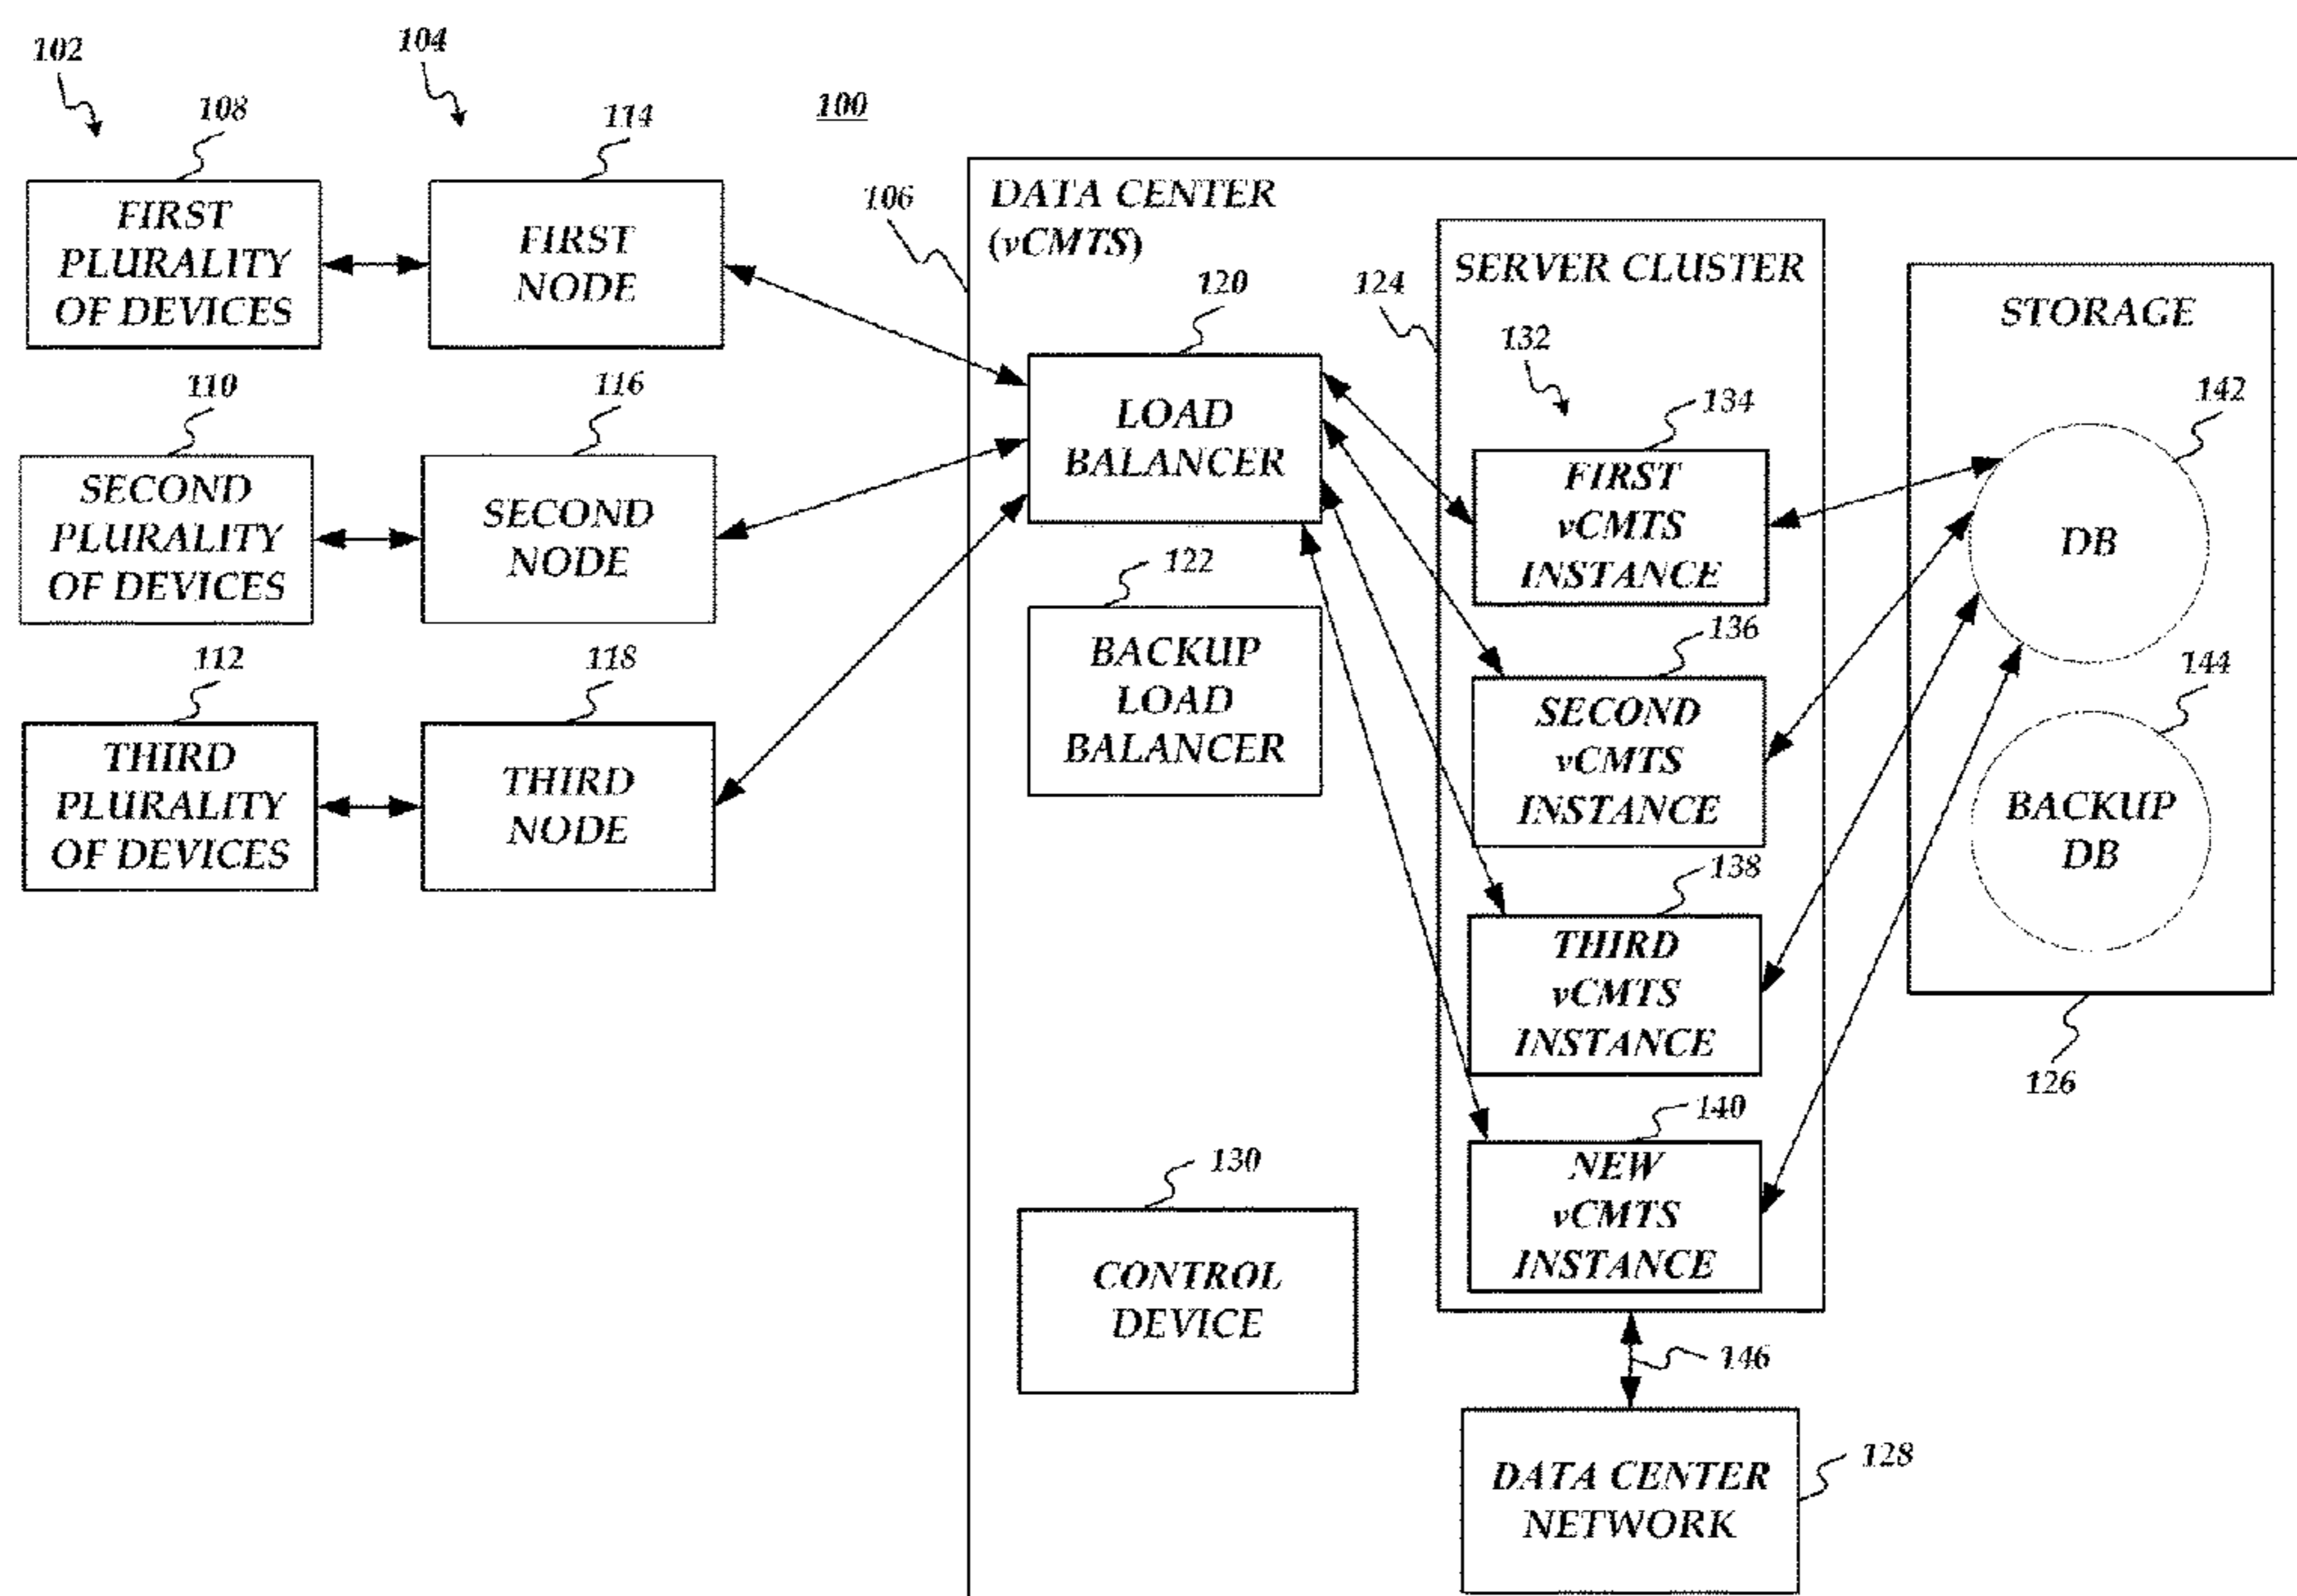 102
104
108
114
100
FIRST
PLURALITY
OF DEVICES
FIRST
NODE
110
116
SECOND
PLURALITY
OF DEVICES
SECOND
NODE
112
118
THIRD
PLURALITY
OF DEVICES
THIRD
NODE
106
DATA CENTER
(vCMTS)
120
LOAD
BALANCER
122
BACKUP
LOAD
BALANCER
130
CONTROL
DEVICE
124
SERVER CLUSTER
132
134
FIRST
vCMTS
INSTANCE
136
SECOND
vCMTS
INSTANCE
138
THIRD
vCMTS
INSTANCE
140
NEW
vCMTS
INSTANCE
146
DATA CENTER
NETWORK
128
STORAGE
142
DB
144
BACKUP
DB
126